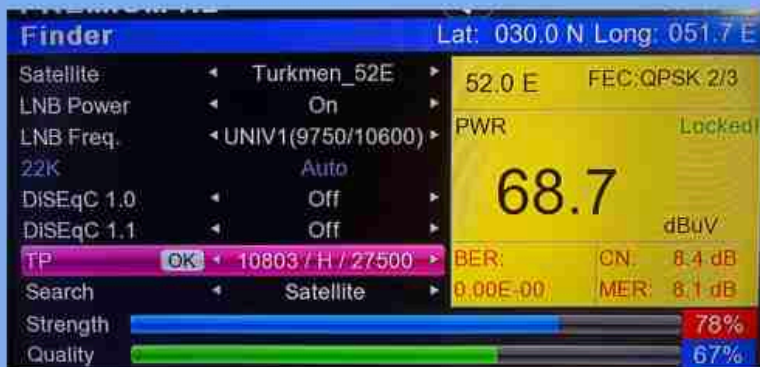 PREMIUM HD
Finder Lat: 030.0 N Long: 051.7 E
Satellite Turkmen_52E
LNB Power On
LNB Freq. UNIV1(9750/10600)
22K Auto
DiSEqC 1.0 Off
DiSEqC 1.1 Off
TP OK 10803 / H / 27500
Search Satellite
52.0 E FEC:QPSK 2/3
PWR Locked!
68.7
dBuV
BER: CN: 8.4 dB
0.00E-00 MER: 8.1 dB
Strength 78%
Quality 67%